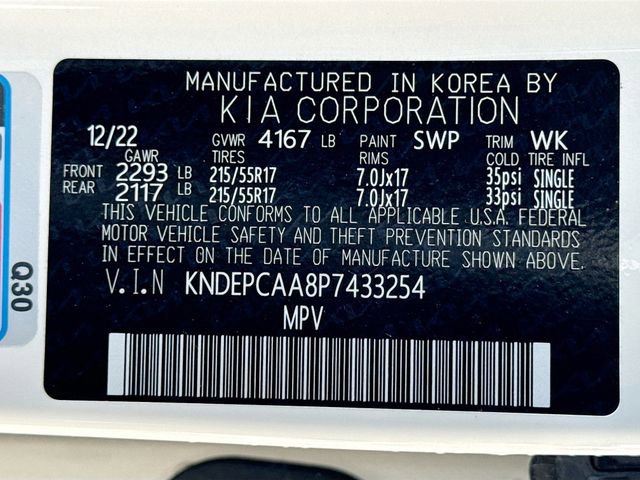 MANUFACTURED IN KOREA BY
KIA CORPORATION
12/22 GVWR 4167 LB PAINT SWP TRIM WK
GAWR TIRES RIMS COLD TIRE INFL
FRONT 2293 LB 215/55R17 7.0Jx17 35psi SINGLE
REAR 2117 LB 215/55R17 7.0Jx17 33psi SINGLE
THIS VEHICLE CONFORMS TO ALL APPLICABLE U.S.A. FEDERAL
MOTOR VEHICLE SAFETY AND THEFT PREVENTION STANDARDS
IN EFFECT ON THE DATE OF MANUFACTURE SHOWN ABOVE.
V.I.N KNDEPCAA8P7433254
MPV
Q30